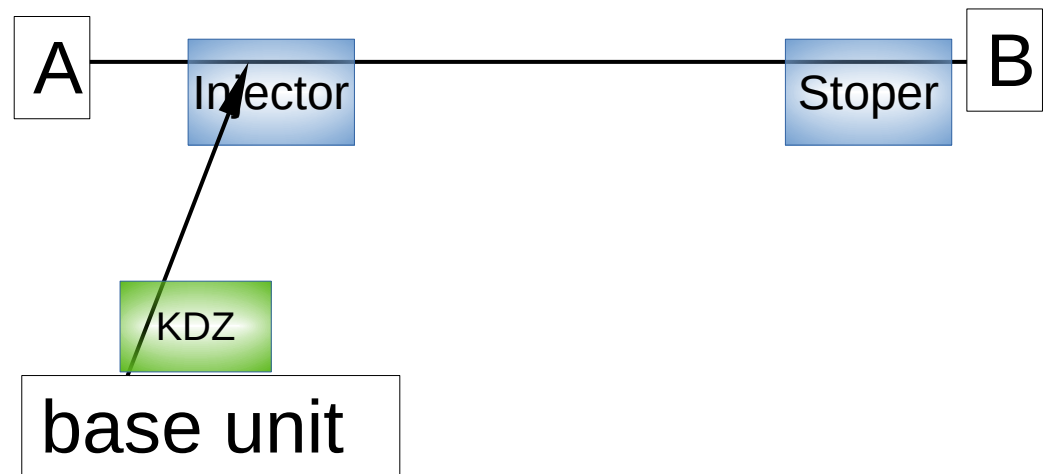 A
Injector
Stoper
B
KDZ
base unit